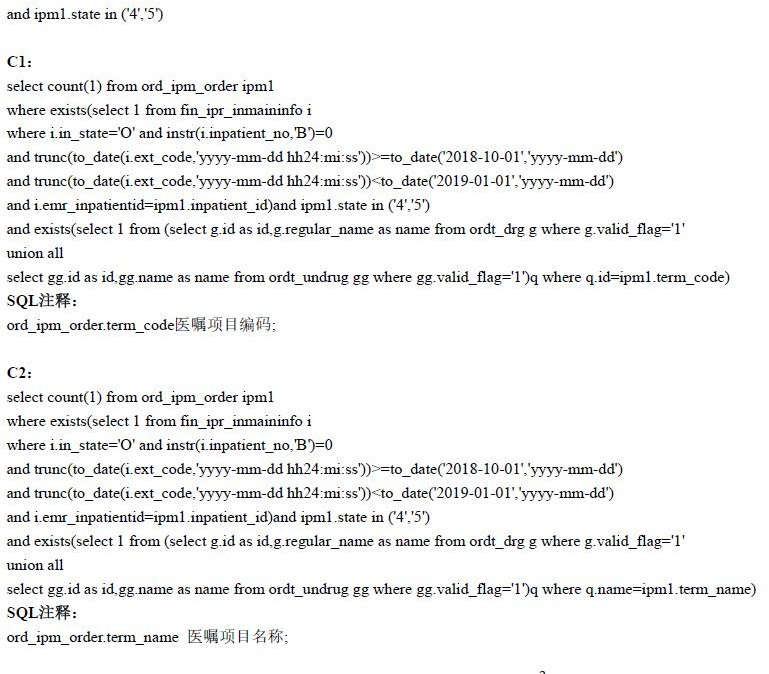 and ipm1.state in ('4','5')
C1：
select count(1) from ord_ipm_order ipm1
where exists(select 1 from fin_ipr_inmaininfo i
where i.in_state='O' and instr(i.inpatient_no,'B')=0
and trunc(to_date(i.ext_code,'yyyy-mm-dd hh24:mi:ss'))>=to_date('2018-10-01','yyyy-mm-dd')
and trunc(to_date(i.ext_code,'yyyy-mm-dd hh24:mi:ss'))<to_date('2019-01-01','yyyy-mm-dd')
and i.emr_inpatientid=ipm1.inpatient_id)and ipm1.state in ('4','5')
and exists(select 1 from (select g.id as id,g.regular_name as name from ordt_drg g where g.valid_flag='1'
union all
select gg.id as id,gg.name as name from ordt_undrug gg where gg.valid_flag='1')q where q.id=ipm1.term_code)
SQL注释：
ord_ipm_order.term_code医嘱项目编码;
C2：
select count(1) from ord_ipm_order ipm1
where exists(select 1 from fin_ipr_inmaininfo i
where i.in_state='O' and instr(i.inpatient_no,'B')=0
and trunc(to_date(i.ext_code,'yyyy-mm-dd hh24:mi:ss'))>=to_date('2018-10-01','yyyy-mm-dd')
and trunc(to_date(i.ext_code,'yyyy-mm-dd hh24:mi:ss'))<to_date('2019-01-01','yyyy-mm-dd')
and i.emr_inpatientid=ipm1.inpatient_id)and ipm1.state in ('4','5')
and exists(select 1 from (select g.id as id,g.regular_name as name from ordt_drg g where g.valid_flag='1'
union all
select gg.id as id,gg.name as name from ordt_undrug gg where gg.valid_flag='1')q where q.name=ipm1.term_name)
SQL注释：
ord_ipm_order.term_name 医嘱项目名称;